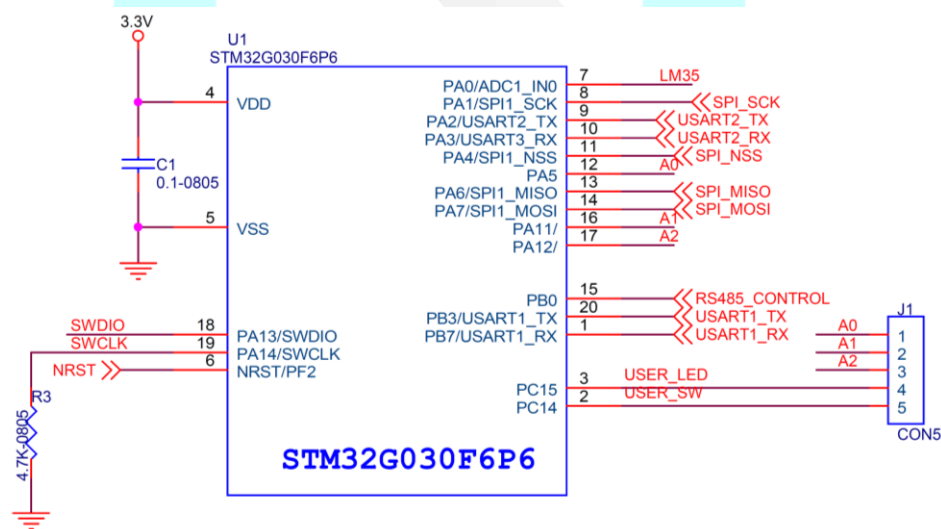 3.3V
U1
STM32G030F6P6
4
VDD
C1
0.1-0805
5
VSS
SWDIO
18
PA13/SWDIO
SWCLK
19
PA14/SWCLK
NRST
6
NRST/PF2
R3
4.7K-0805
PA0/ADC1_IN0
7
LM35
PA1/SPI1_SCK
8
SPI_SCK
PA2/USART2_TX
9
USART2_TX
PA3/USART3_RX
10
USART2_RX
PA4/SPI1_NSS
11
SPI_NSS
PA5
12
A0
PA6/SPI1_MISO
13
SPI_MISO
PA7/SPI1_MOSI
14
SPI_MOSI
PA11/
16
A1
PA12/
17
A2
PB0
15
RS485_CONTROL
PB3/USART1_TX
20
USART1_TX
PB7/USART1_RX
1
USART1_RX
PC15
3
USER_LED
PC14
2
USER_SW
J1
A0
1
A1
2
A2
3
4
5
CON5
STM32G030F6P6